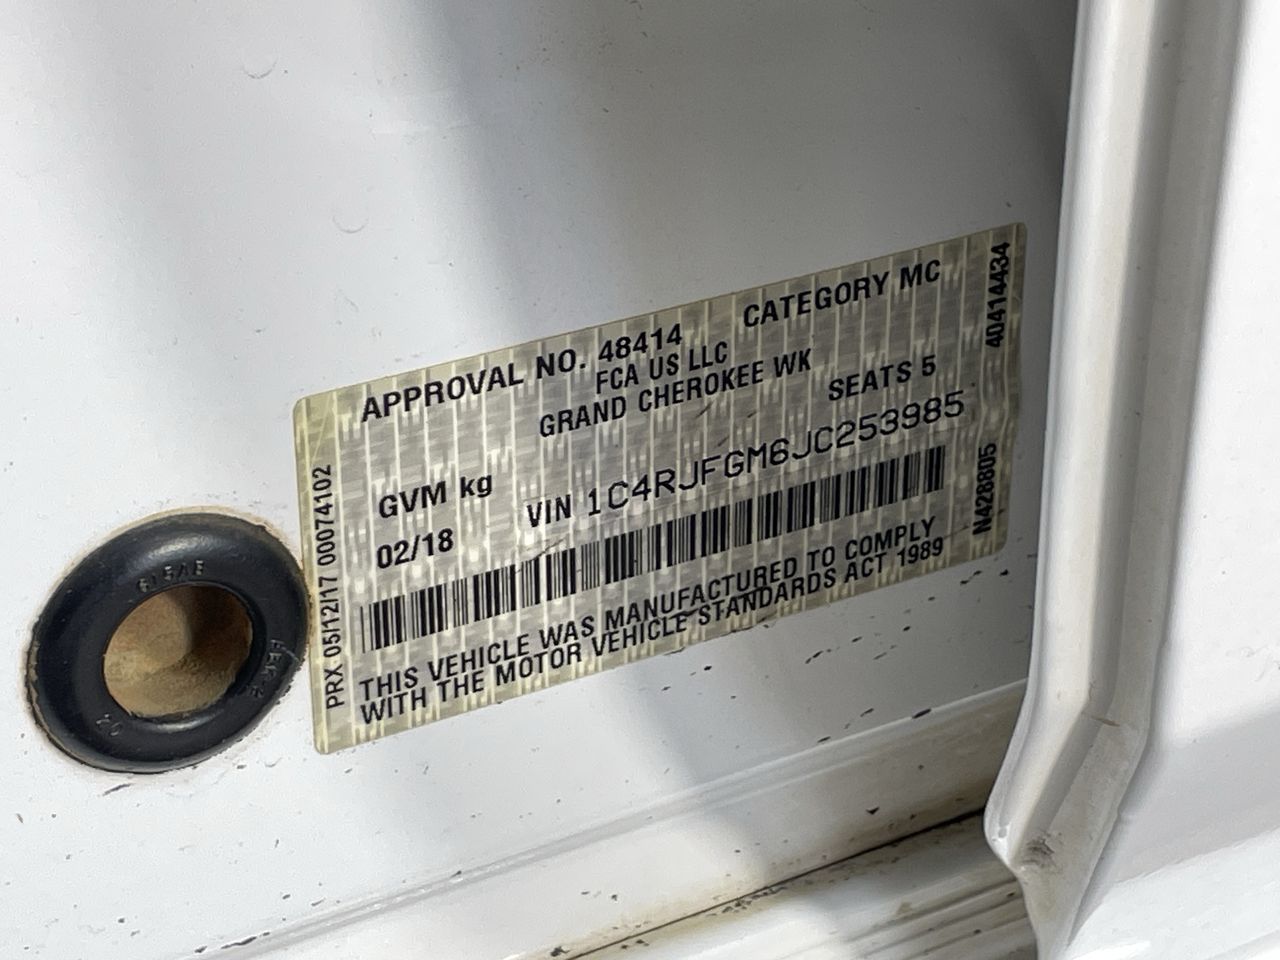 APPROVAL NO. 48414 CATEGORY MC
FCA US LLC
GRAND CHEROKEE WK
GVM kg SEATS 5
02/18 VIN 1C4RJFGM6JC253985
THIS VEHICLE WAS MANUFACTURED TO COMPLY
WITH THE MOTOR VEHICLE STANDARDS ACT 1989
PRX 05/12/17 00074102
40414434
N428805